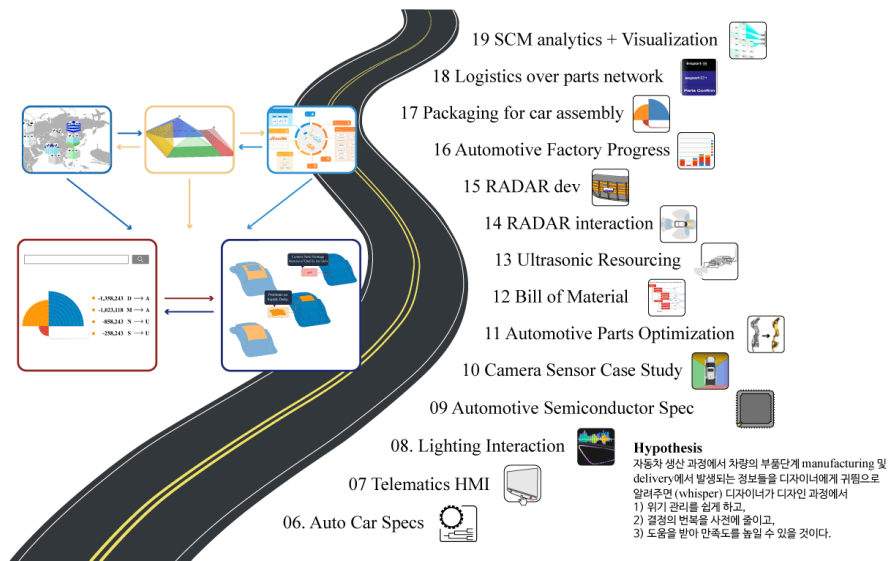 19 SCM analytics + Visualization
18 Logistics over parts network
17 Packaging for car assembly
16 Automotive Factory Progress
15 RADAR dev
14 RADAR interaction
13 Ultrasonic Resourcing
12 Bill of Material
11 Automotive Parts Optimization
10 Camera Sensor Case Study
09 Automotive Semiconductor Spec
08. Lighting Interaction
07 Telematics HMI
06. Auto Car Specs
-1,358,243 D → A
-1,023,118 M → A
-858,243 N → U
-258,243 S → U
Hypothesis
자동차 생산 과정에서 차량의 부품단계 manufacturing 및
delivery에서 발생되는 정보들을 디자이너에게 귀띔으로
알려주면 (whisper) 디자이너가 디자인 과정에서
1) 위기 관리를 쉽게 하고,
2) 결정의 번복을 사전에 줄이고,
3) 도움을 받아 만족도를 높일 수 있을 것이다.